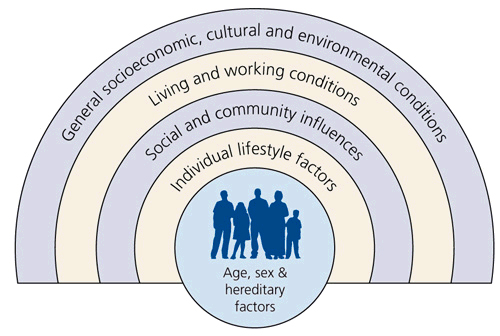 General socioeconomic, cultural and environmental conditions
Living and working conditions
Social and community influences
Individual lifestyle factors
Age, sex &
hereditary
factors